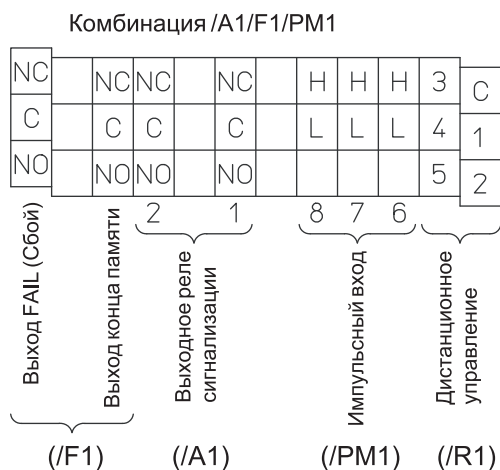 Комбинация /A1/F1/PM1
NC NC NC NC H H H 3 C
C C C C L L L 4 1
NO NO NO NO 5 2
2 1 8 7 6
Выход FAIL (Сбой)
Выход конца памяти
Выходное реле
сигнализации
Импульсный вход
Дистанционное
управление
(/F1) (/A1) (/PM1) (/R1)